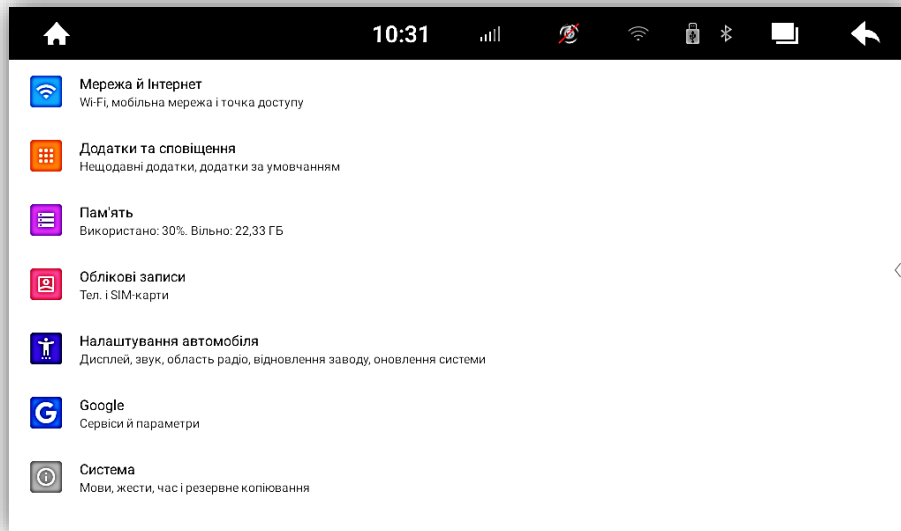 10:31
Мережа й Інтернет
Wi-Fi, мобільна мережа і точка доступу
Додатки та сповіщення
Нещодавні додатки, додатки за умовчанням
Пам'ять
Використано: 30%. Вільно: 22,33 ГБ
Облікові записи
Тел. і SIM-карти
Налаштування автомобіля
Дисплей, звук, область радіо, відновлення заводу, оновлення системи
Google
Сервіси й параметри
Система
Мови, жести, час і резервне копіювання